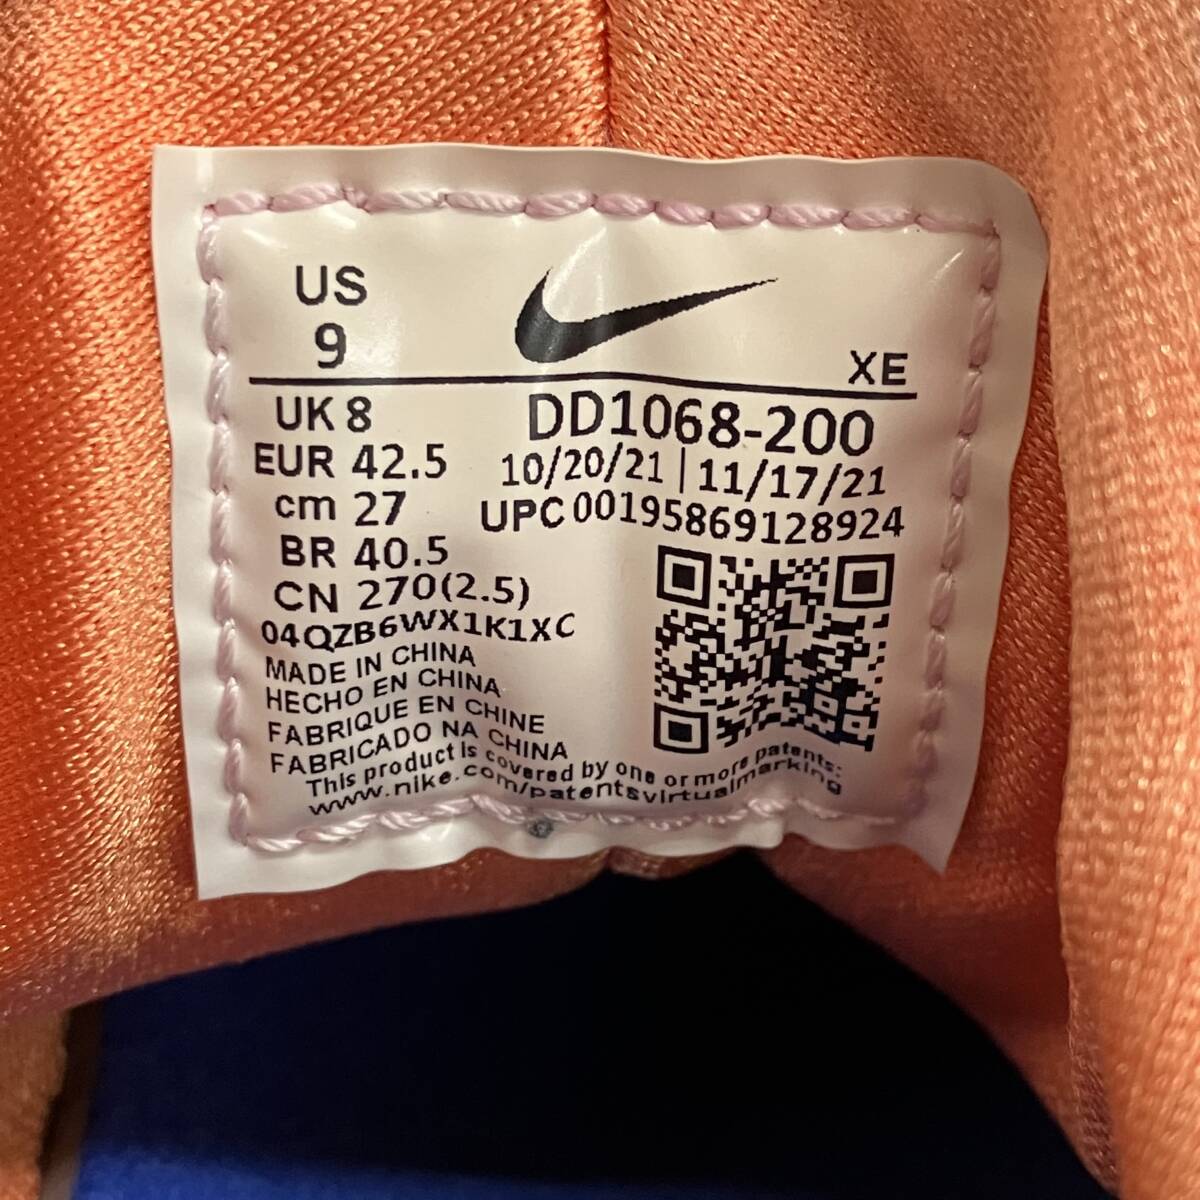 US
9
XE
UK 8
DD1068-200
EUR 42.5
10/20/21 | 11/17/21
cm 27
UPC 00195869128924
BR 40.5
CN 270(2.5)
04QZB6WX1K1XC
MADE IN CHINA
HECHO EN CHINA
FABRIQUE EN CHINE
FABRICADO NA CHINA
This product is covered by one or more patents:
www.nike.com/patentsvirtualmarking